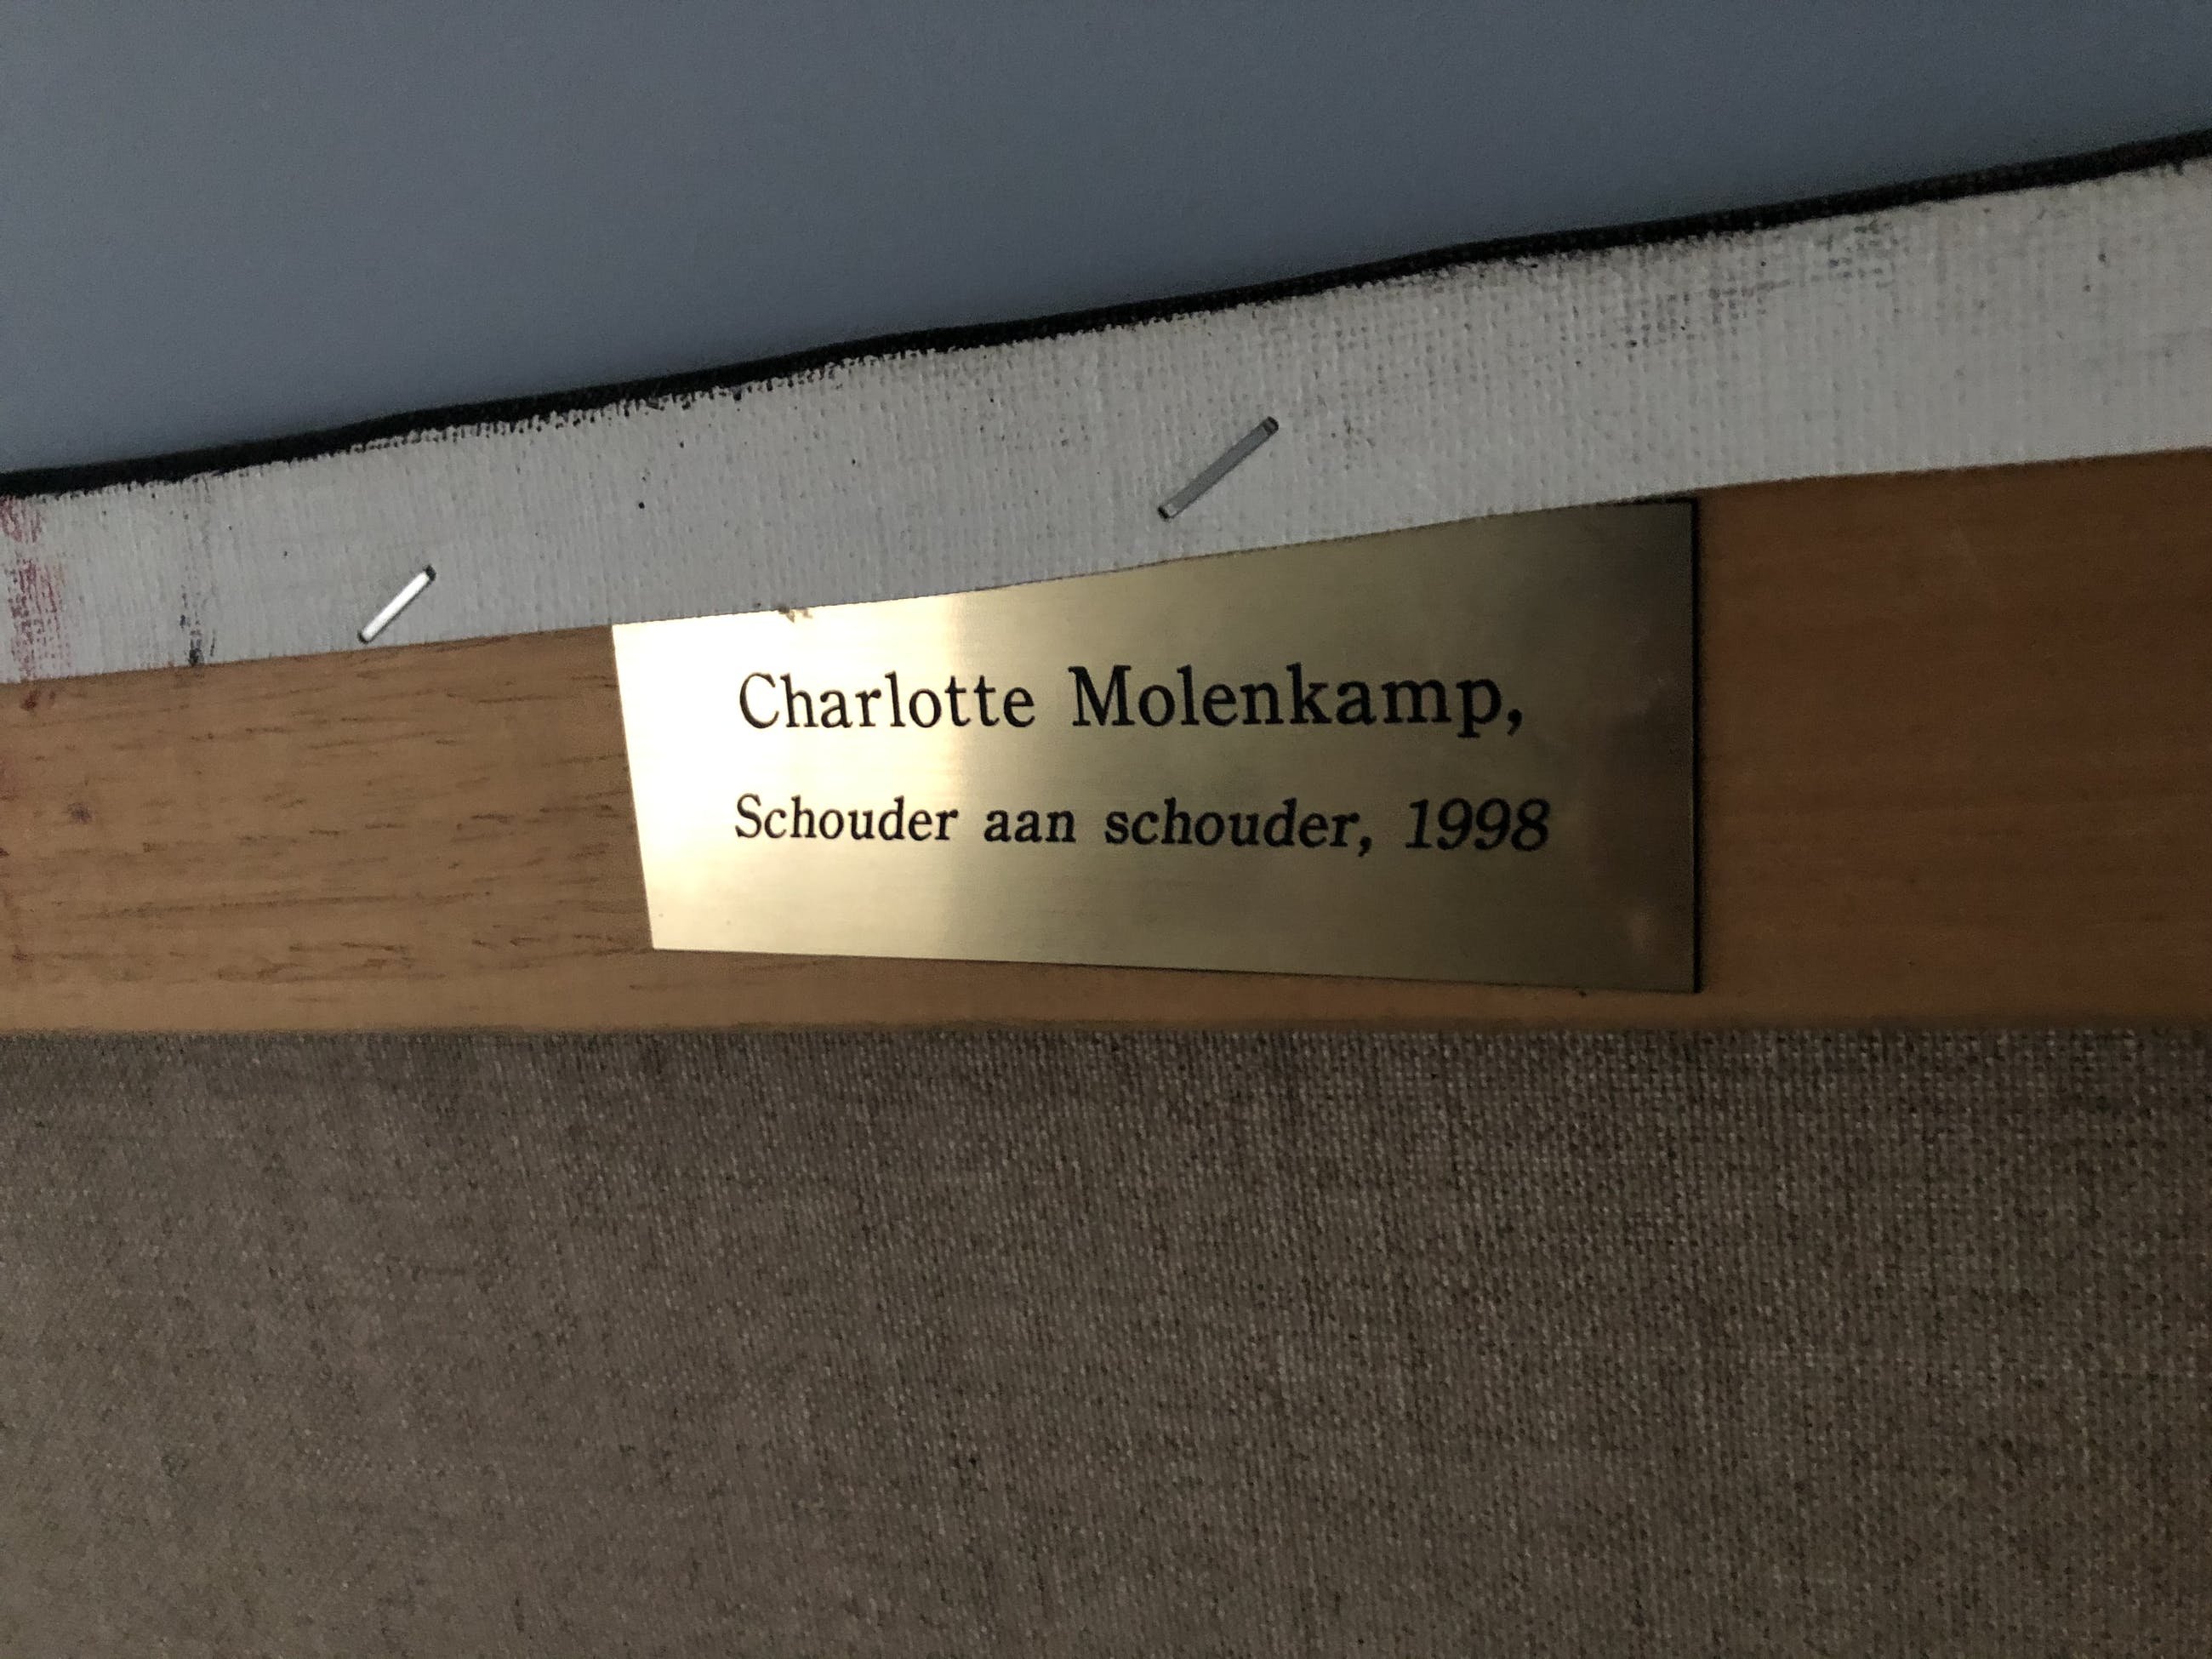 Charlotte Molenkamp,
Schouder aan schouder, 1998